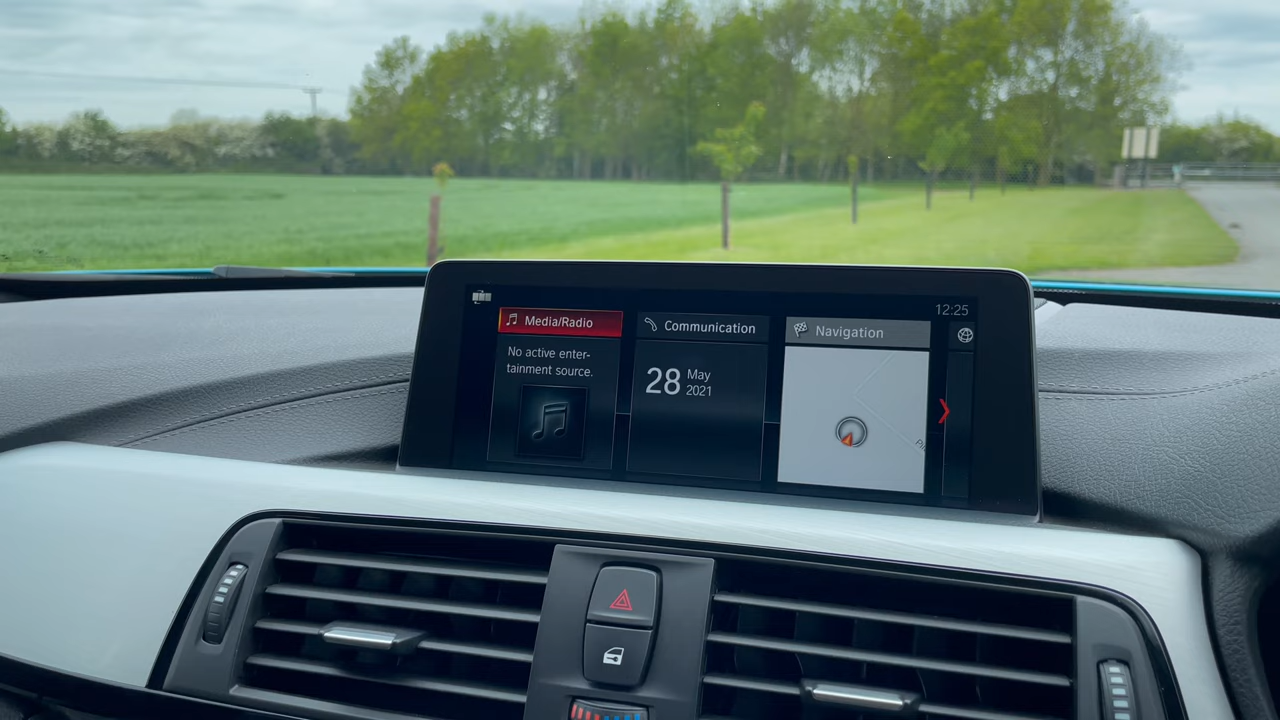 12:25
Media/Radio
No active enter-
tainment source.
Communication
28 May
2021
Navigation